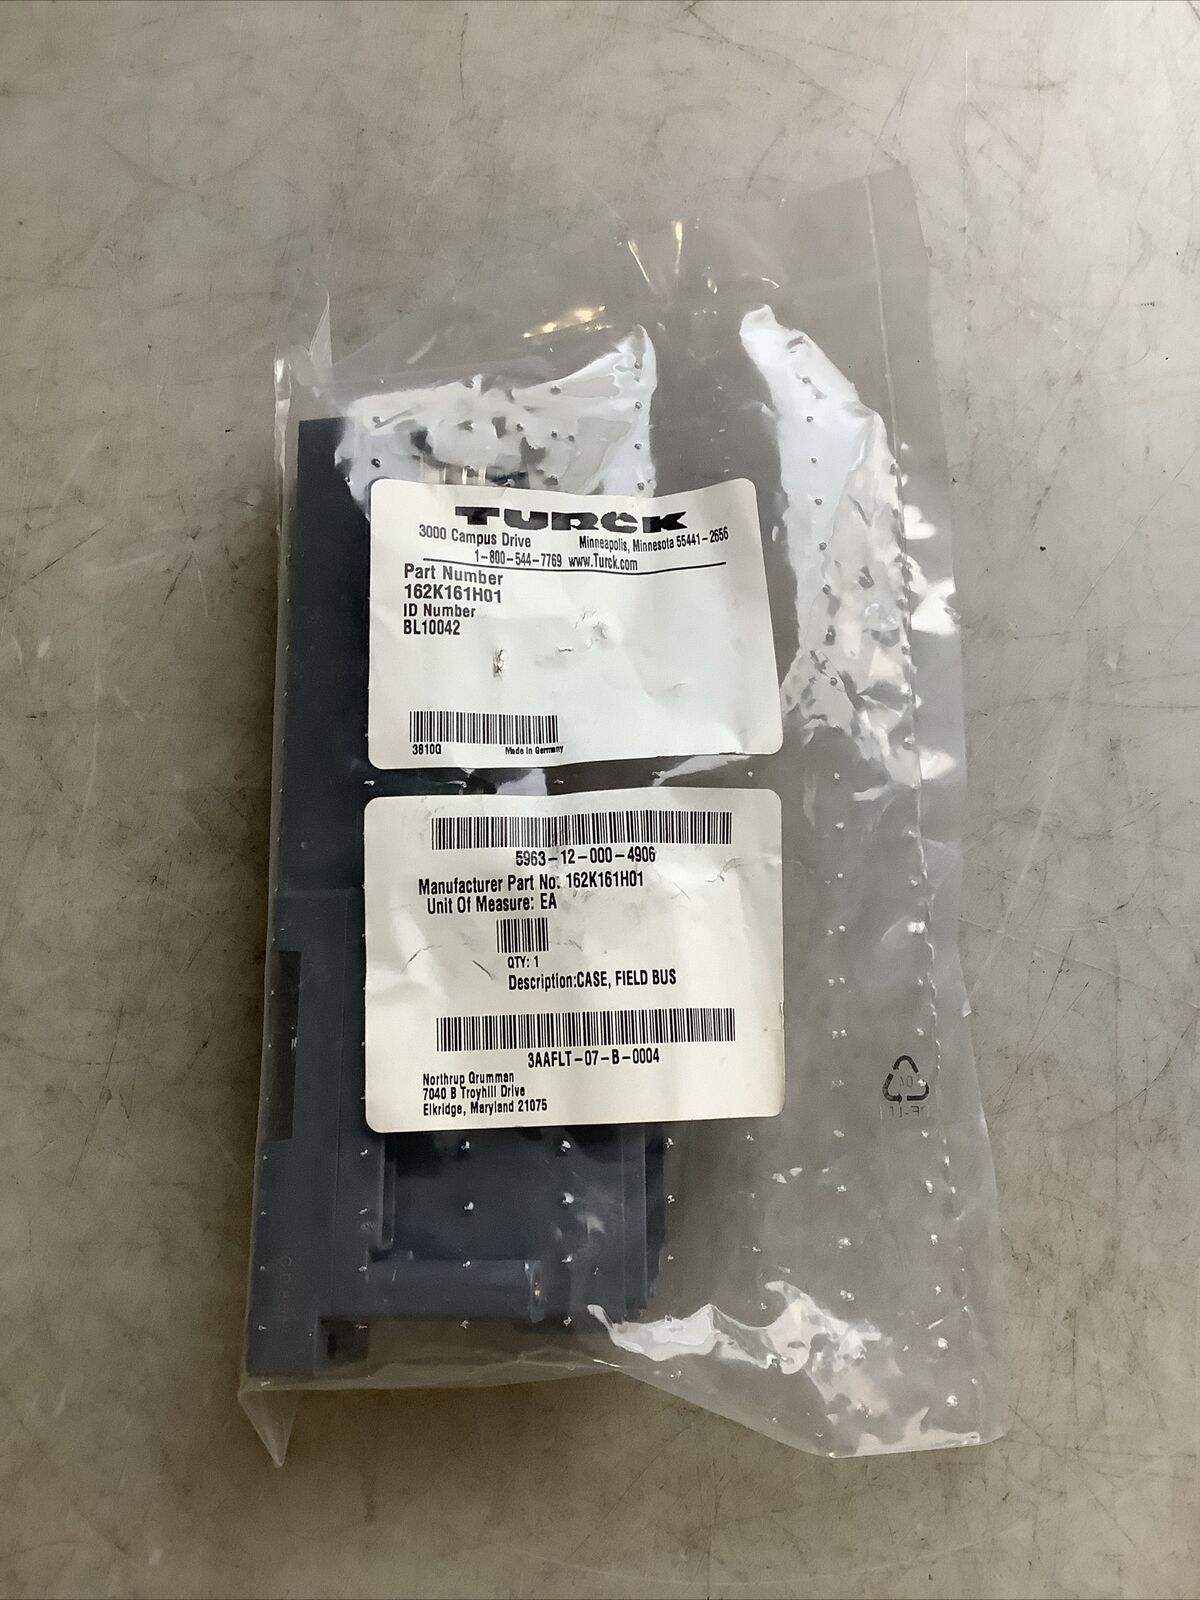 TURCK
3000 Campus Drive Minneapolis, Minnesota 55441-2656
1-800-544-7769 www.Turck.com
Part Number
162K161H01
ID Number
BL10042
3810G Made in Germany
5963-12-000-4906
Manufacturer Part No: 162K161H01
Unit Of Measure: EA
QTY: 1
Description:CASE, FIELD BUS
3AAFLT-07-B-0004
Northrup Grumman
7040 B Troyhill Drive
Elkridge, Maryland 21075